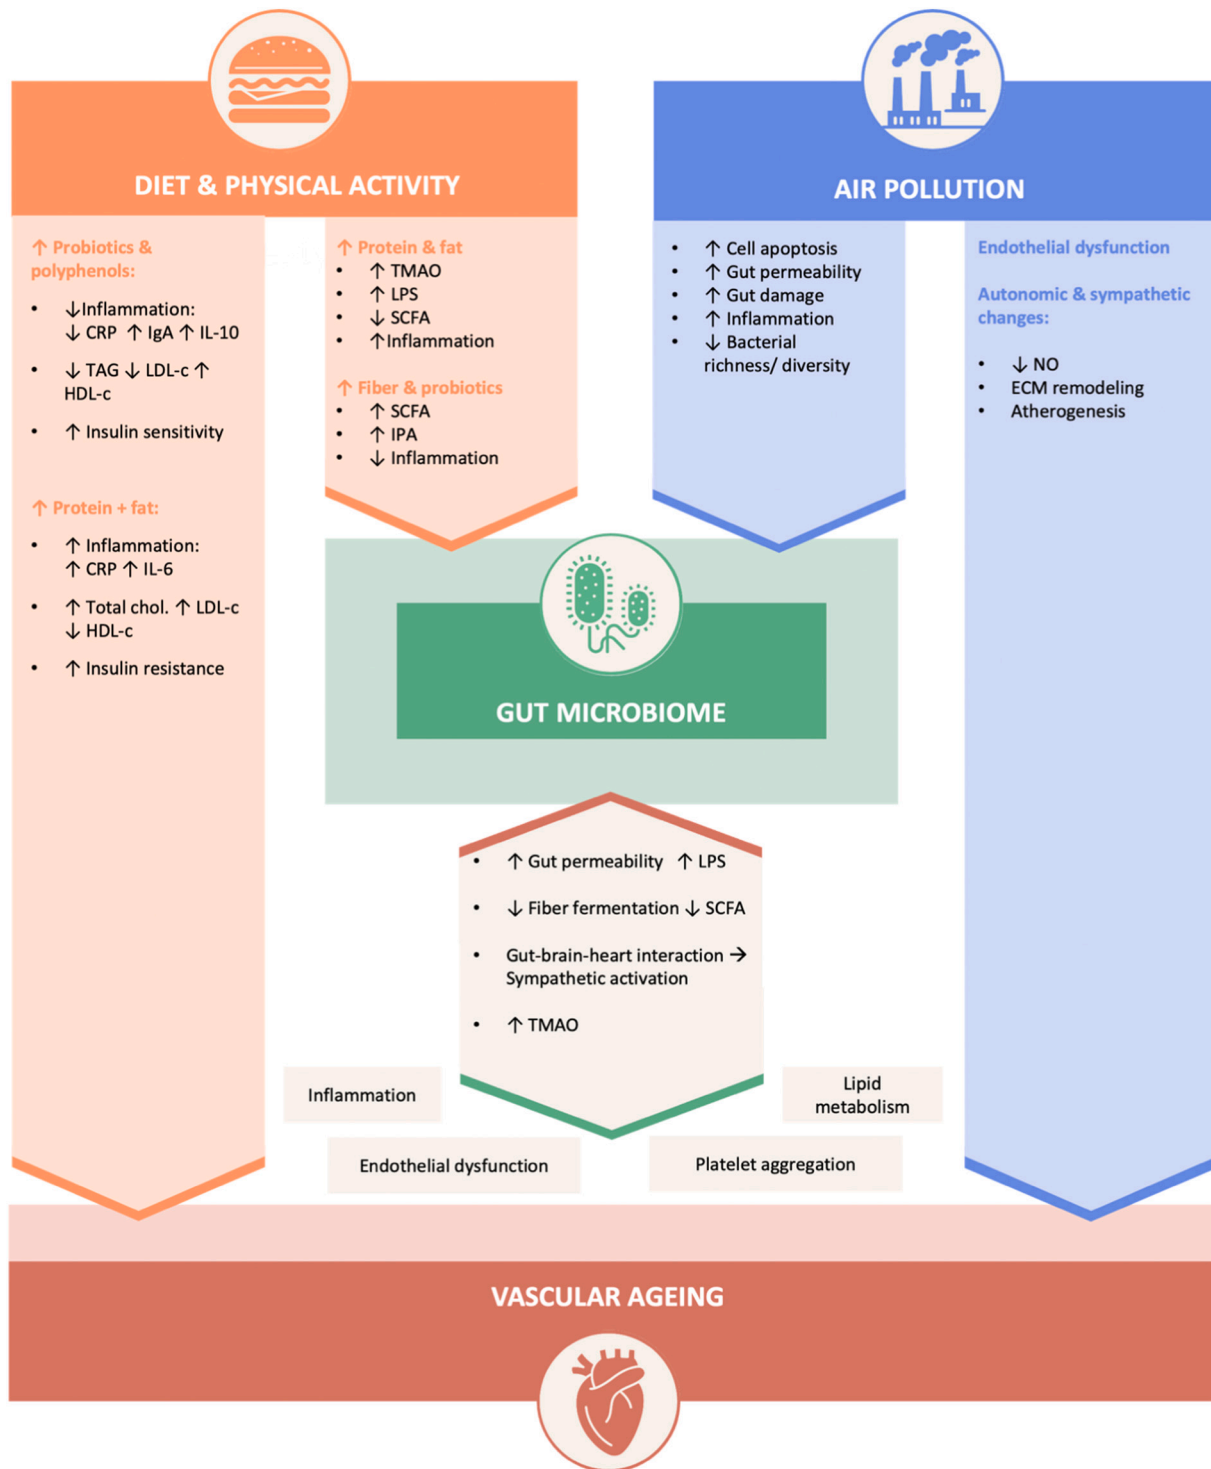 DIET & PHYSICAL ACTIVITY
↑ Probiotics &
polyphenols:
• ↓Inflammation:
↓ CRP ↑ IgA ↑ IL-10
• ↓ TAG ↓ LDL-c ↑
HDL-c
• ↑ Insulin sensitivity
↑ Protein + fat:
• ↑ Inflammation:
↑ CRP ↑ IL-6
• ↑ Total chol. ↑ LDL-c
↓ HDL-c
• ↑ Insulin resistance
↑ Protein & fat
• ↑ TMAO
• ↑ LPS
• ↓ SCFA
• ↑Inflammation
↑ Fiber & probiotics
• ↑ SCFA
• ↑ IPA
• ↓ Inflammation
AIR POLLUTION
• ↑ Cell apoptosis
• ↑ Gut permeability
• ↑ Gut damage
• ↑ Inflammation
• ↓ Bacterial
richness/ diversity
Endothelial dysfunction
Autonomic & sympathetic
changes:
• ↓ NO
• ECM remodeling
• Atherogenesis
GUT MICROBIOME
• ↑ Gut permeability ↑ LPS
• ↓ Fiber fermentation ↓ SCFA
• Gut-brain-heart interaction →
Sympathetic activation
• ↑ TMAO
Inflammation
Lipid
metabolism
Endothelial dysfunction
Platelet aggregation
VASCULAR AGEING